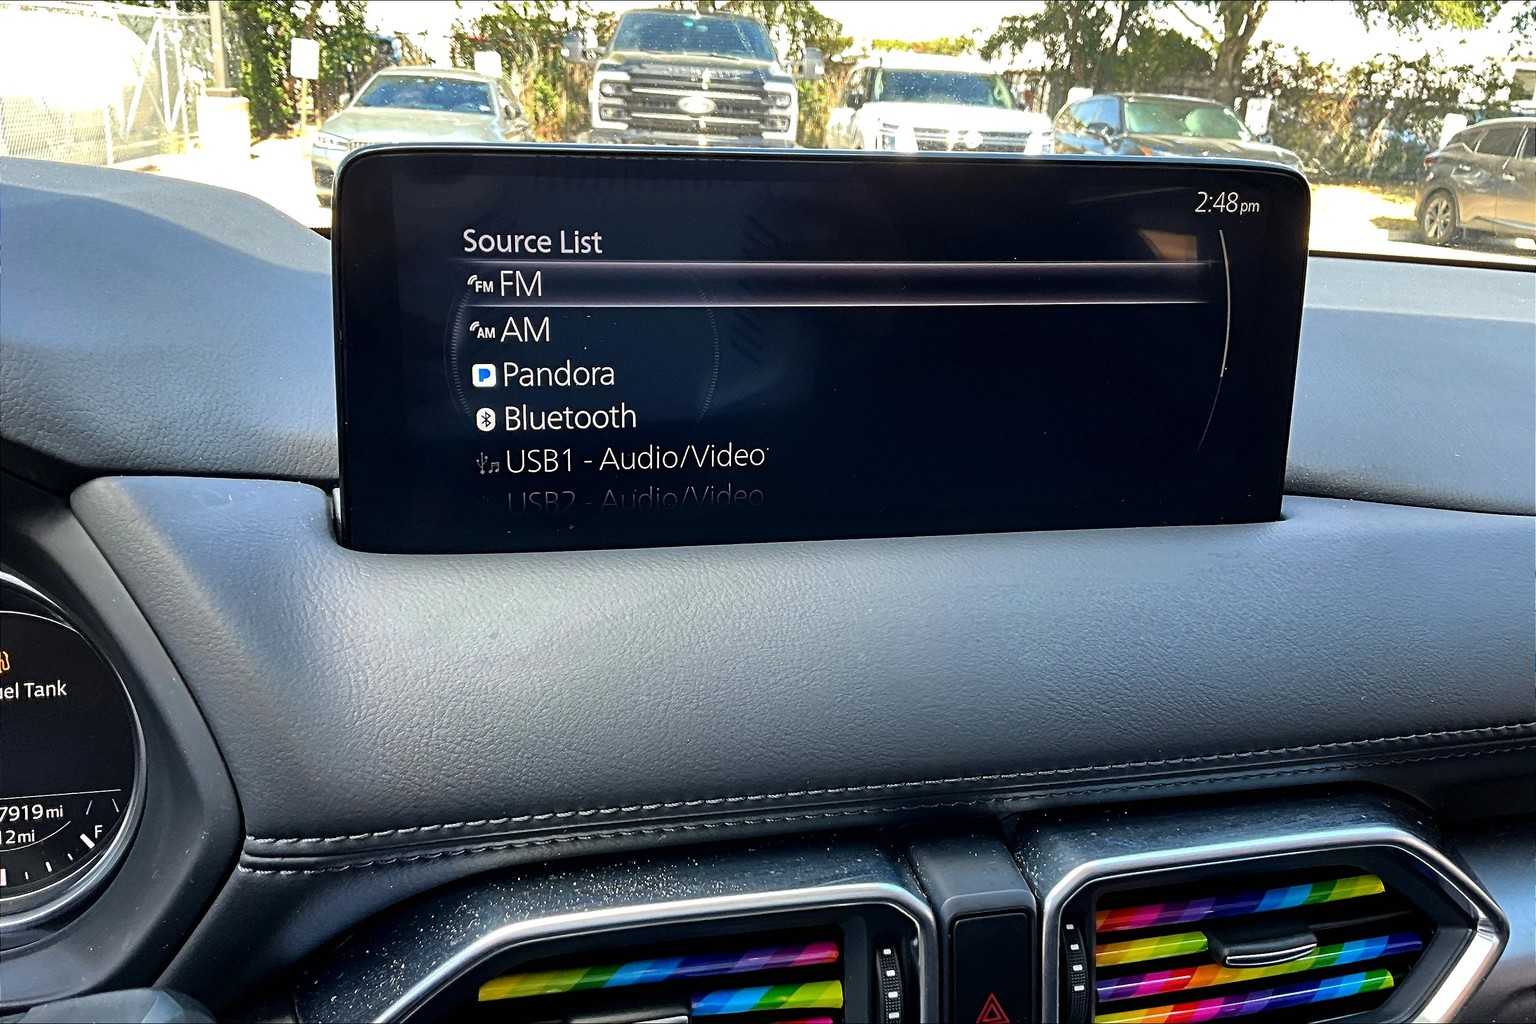 2:48pm
Source List
FM FM
AM AM
Pandora
Bluetooth
USB1 - Audio/Video
USB2 - Audio/Video
Tank
7919mi
12mi
F